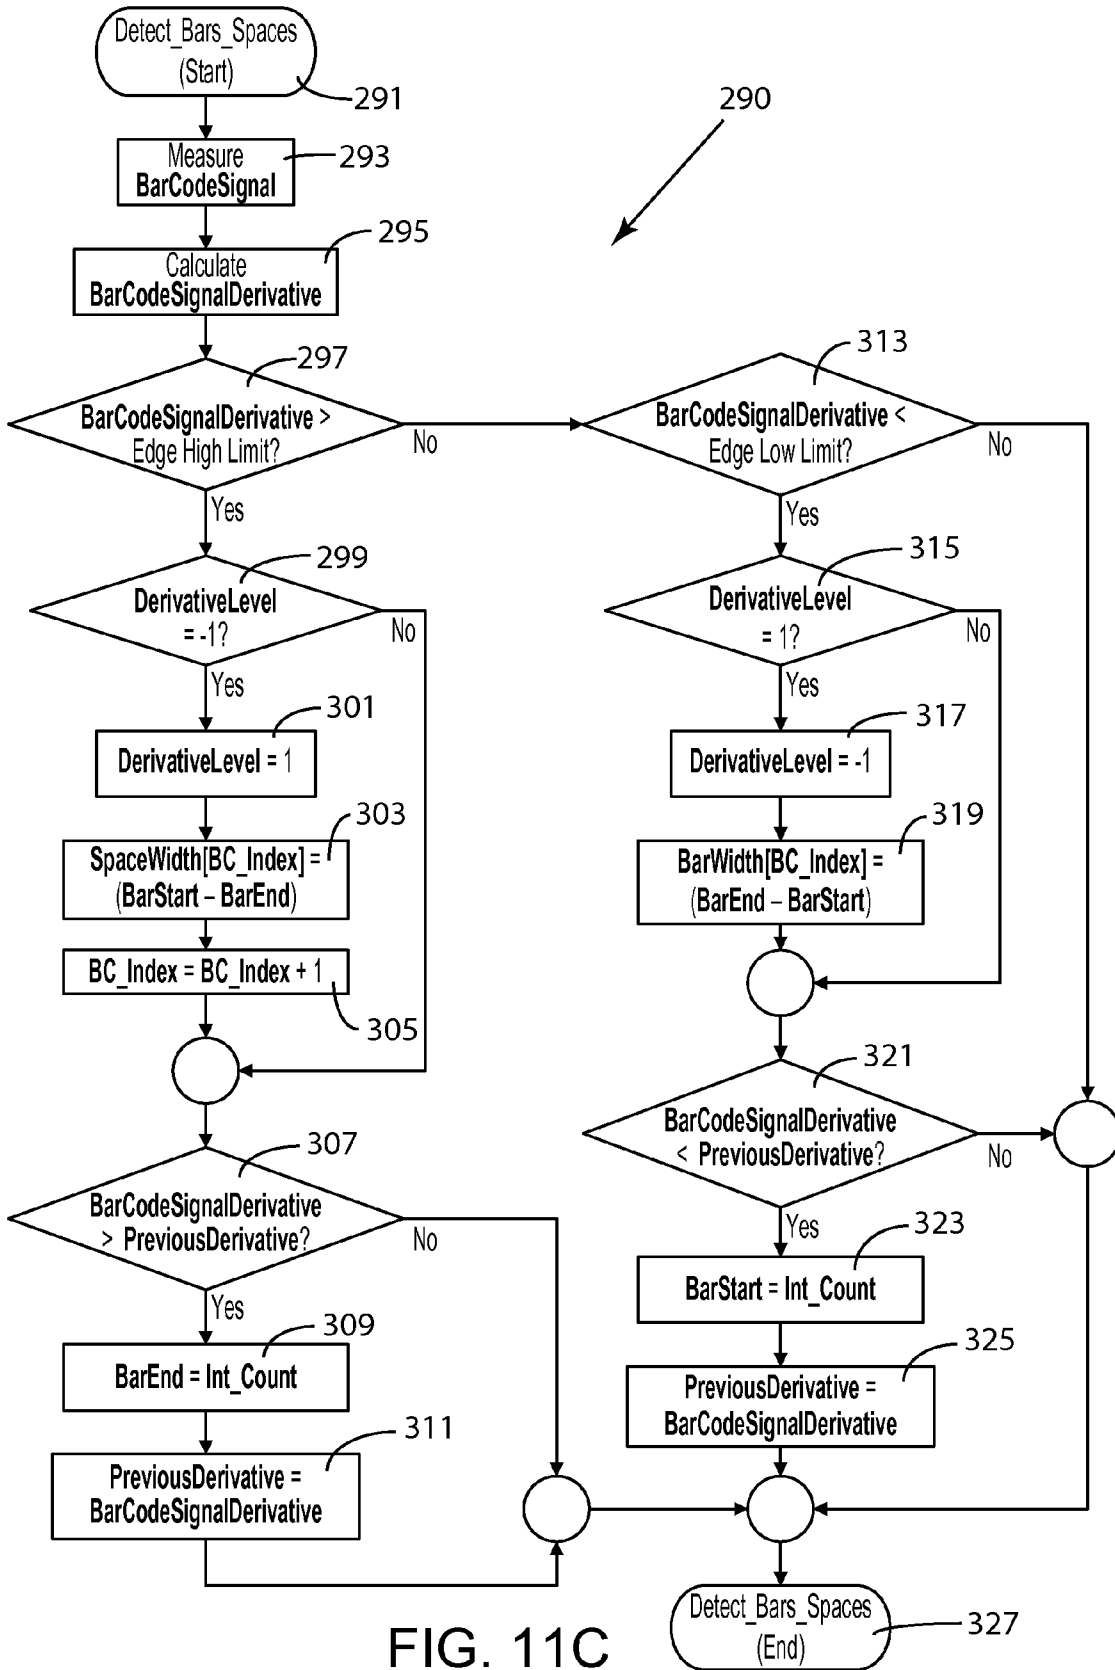 Detect_Bars_Spaces
(Start)
291
290
Measure
BarCodeSignal
293
Calculate
BarCodeSignalDerivative
295
BarCodeSignalDerivative >
Edge High Limit?
297
No
Yes
BarCodeSignalDerivative <
Edge Low Limit?
313
No
Yes
DerivativeLevel
= -1?
299
No
Yes
DerivativeLevel
= 1?
315
No
Yes
DerivativeLevel = 1
301
DerivativeLevel = -1
317
SpaceWidth[BC_Index] =
(BarStart – BarEnd)
303
BarWidth[BC_Index] =
(BarEnd – BarStart)
319
BC_Index = BC_Index + 1
305
BarCodeSignalDerivative
> PreviousDerivative?
307
No
Yes
BarCodeSignalDerivative
< PreviousDerivative?
321
No
Yes
BarEnd = Int_Count
309
BarStart = Int_Count
323
PreviousDerivative =
BarCodeSignalDerivative
311
PreviousDerivative =
BarCodeSignalDerivative
325
Detect_Bars_Spaces
(End)
327
FIG. 11C